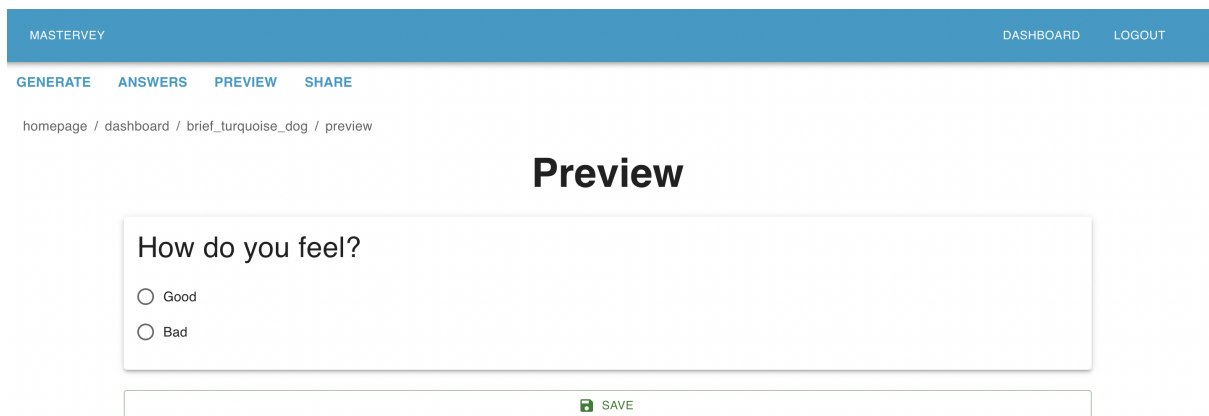 MASTERVEY DASHBOARD LOGOUT
GENERATE ANSWERS PREVIEW SHARE
homepage / dashboard / brief_turquoise_dog / preview
Preview
How do you feel?
Good
Bad
SAVE